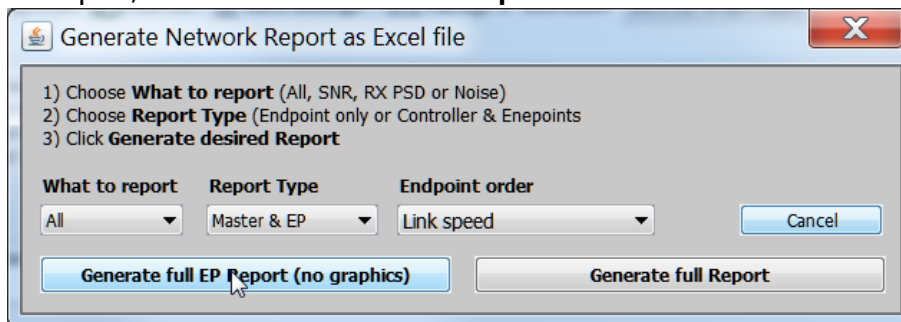 Generate Network Report as Excel file
1) Choose What to report (All, SNR, RX PSD or Noise)
2) Choose Report Type (Endpoint only or Controller & Enepoints
3) Click Generate desired Report
What to report Report Type Endpoint order
All Master & EP Link speed Cancel
Generate full EP Report (no graphics) Generate full Report